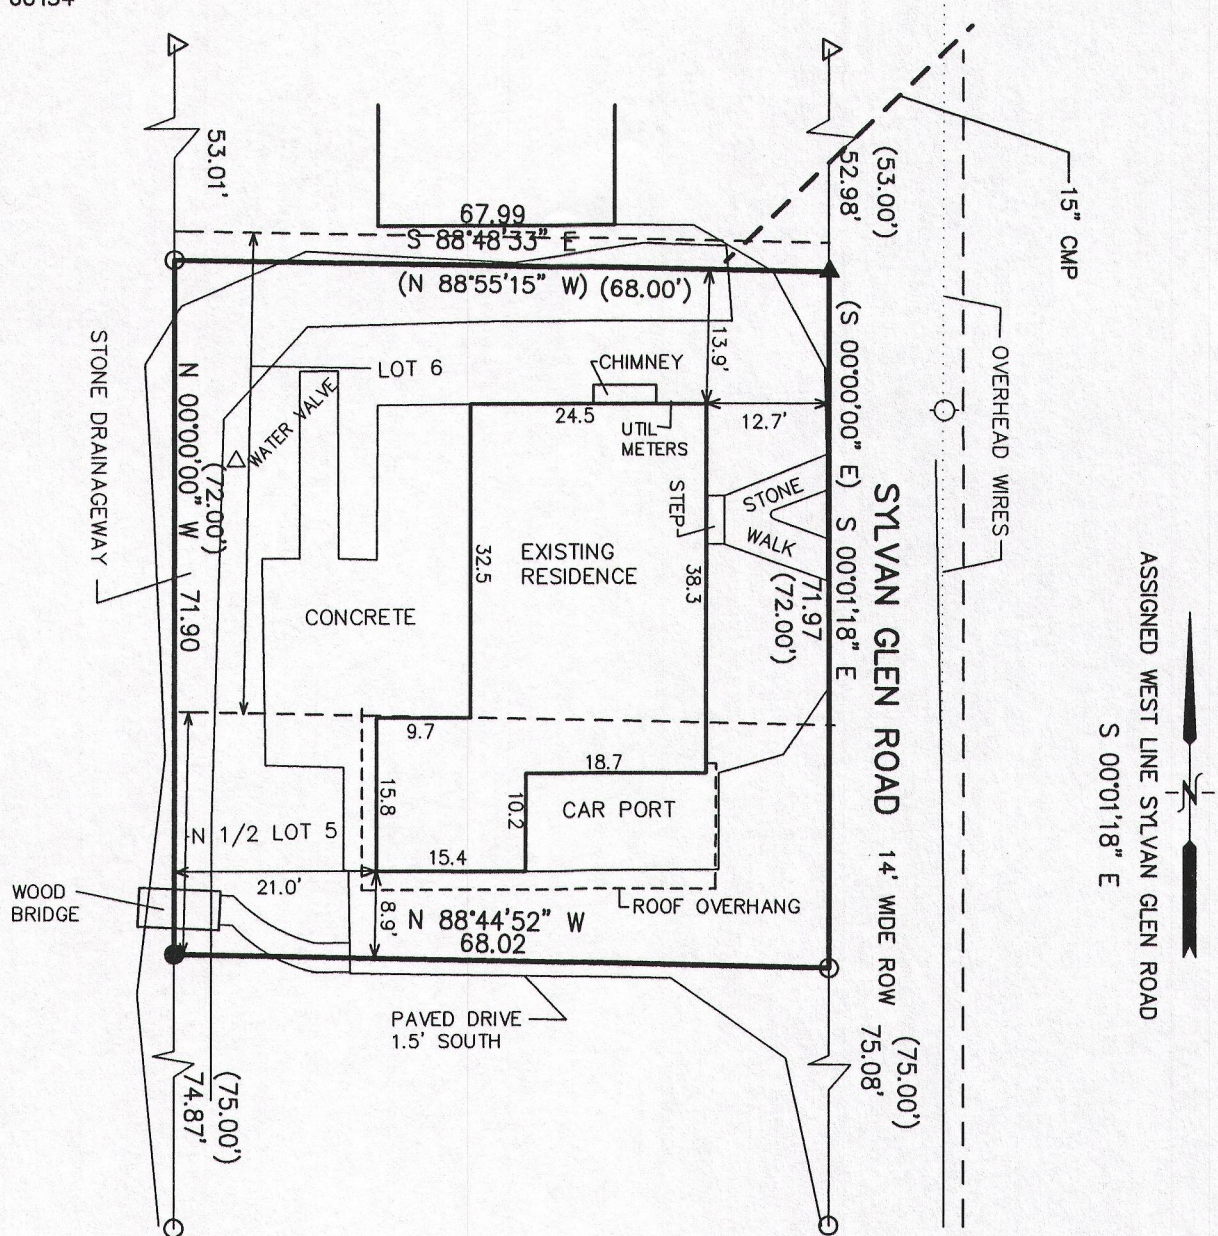 53.01'
(53.00')
52.98'
15" CMP
67.99
S 88°48'33" E
(N 88°55'15" W) (68.00')
13.9'
12.7'
CHIMNEY
24.5
UTIL
METERS
LOT 6
WATER VALVE
STONE DRAINAGEWAY
N 00°00'00" W
71.90
(72.00')
STEP
STONE
WALK
(S 00°00'00" E)
S 00°01'18" E
71.97
(72.00')
SYLVAN GLEN ROAD
14' WIDE ROW
OVERHEAD WIRES
ASSIGNED WEST LINE SYLVAN GLEN ROAD
S 00°01'18" E
N
EXISTING
RESIDENCE
32.5
38.3
CONCRETE
9.7
18.7
15.8
10.2
CAR PORT
N 1/2 LOT 5
15.4
21.0'
8.9'
WOOD
BRIDGE
ROOF OVERHANG
N 88°44'52" W
68.02
PAVED DRIVE
1.5' SOUTH
(75.00')
75.08'
(75.00')
74.87'